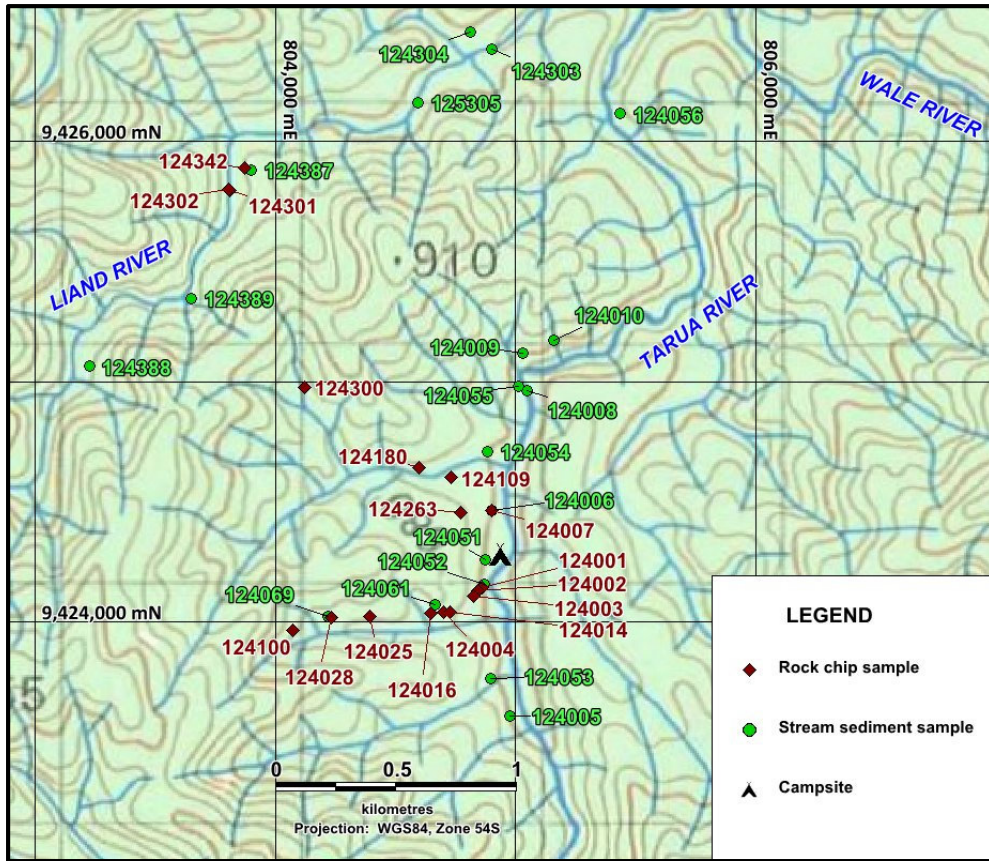 124304
124303
804,000 mE
806,000 mE
WALE RIVER
125305
124056
9,426,000 mN
124342
124387
124302
124301
910
LIAND RIVER
124389
TARUA RIVER
124010
124009
124388
124300
124055
124008
124054
124180
124109
124006
124263
124007
124051
124052
124001
124002
124061
124003
124069
9,424,000 mN
124014
124100
124025
124004
124028
124016
124053
124005
0 0.5 1
kilometres
Projection: WGS84, Zone 54S
LEGEND
Rock chip sample
Stream sediment sample
Campsite